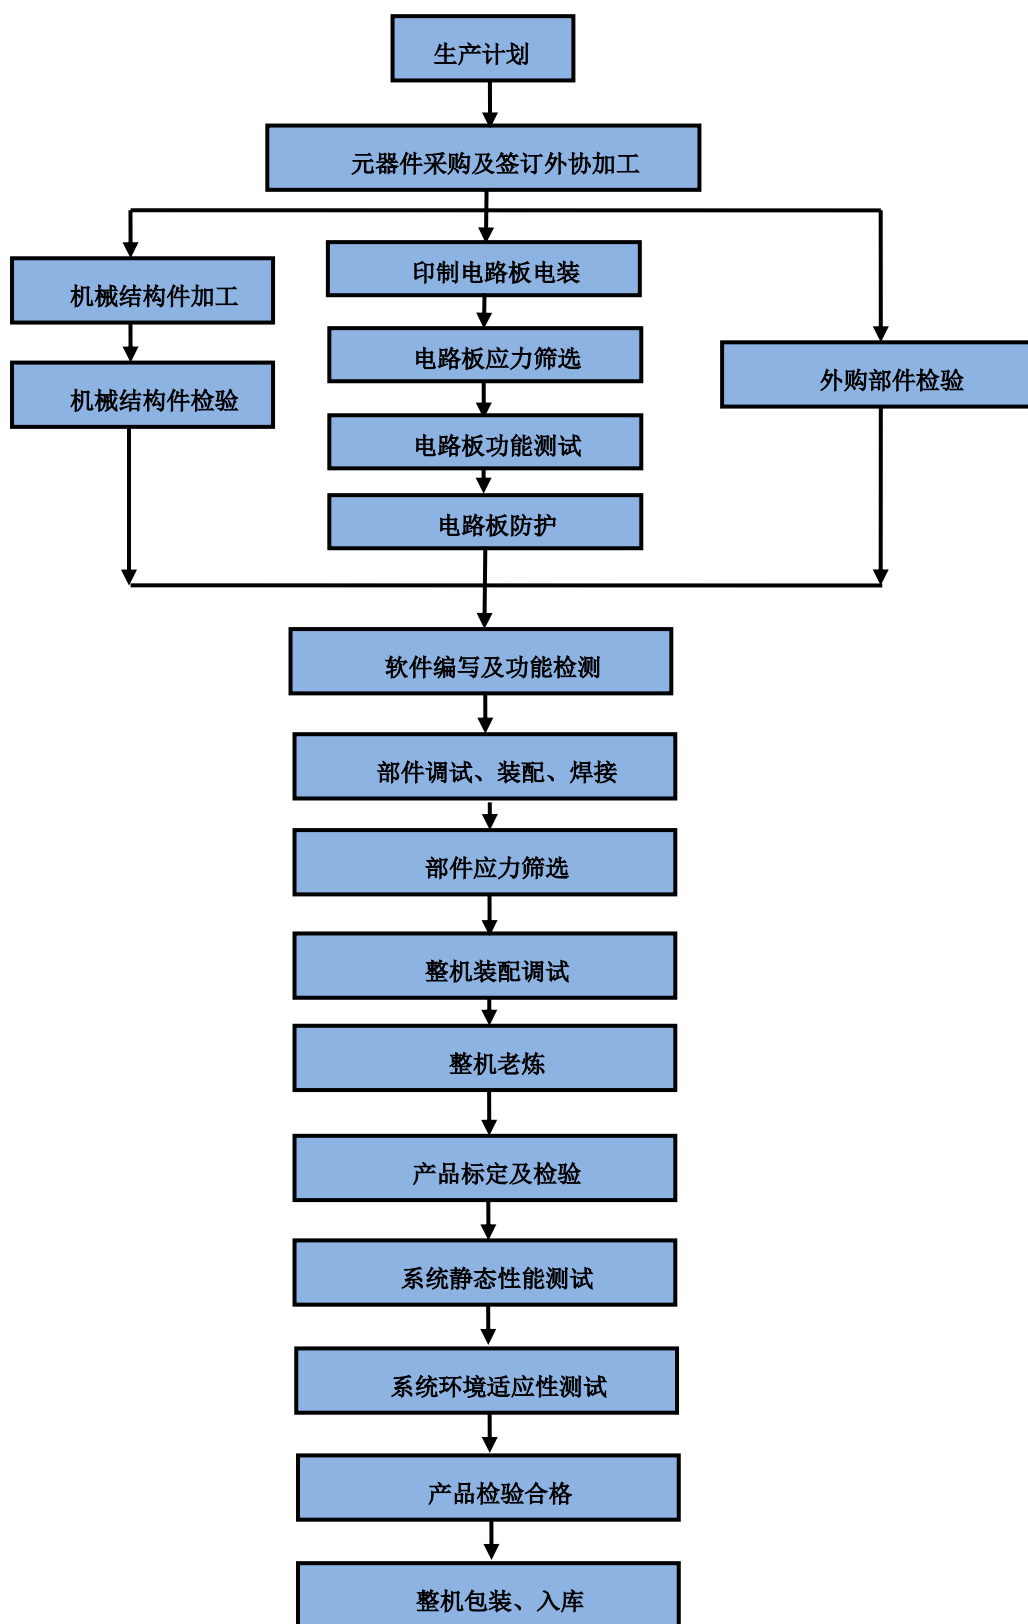 生产计划
元器件采购及签订外协加工
机械结构件加工
机械结构件检验
印制电路板电装
电路板应力筛选
电路板功能测试
电路板防护
外购部件检验
软件编写及功能检测
部件调试、装配、焊接
部件应力筛选
整机装配调试
整机老炼
产品标定及检验
系统静态性能测试
系统环境适应性测试
产品检验合格
整机包装、入库